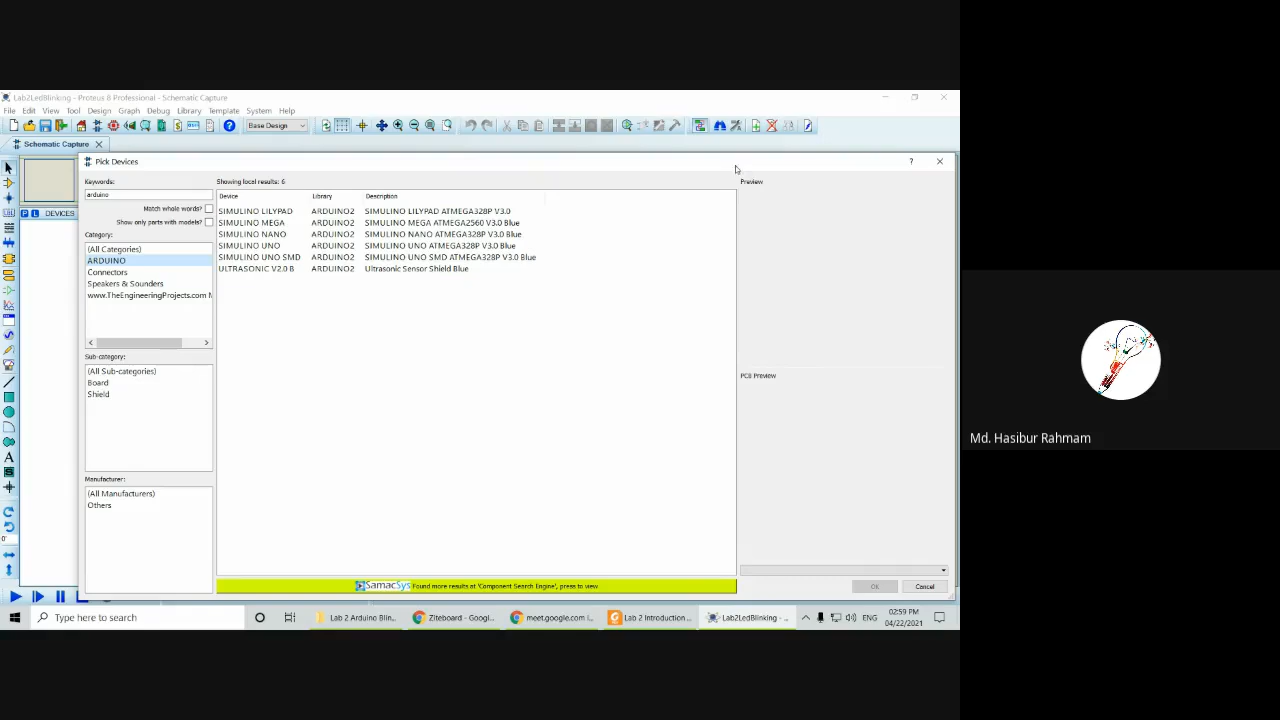 Lab2LedBlinking - Proteus 8 Professional - Schematic Capture
File Edit View Tool Design Graph Debug Library Template System Help
Base Design
Schematic Capture
Pick Devices
Keywords:
arduino
Match whole words?
Show only parts with models?
Category:
(All Categories)
ARDUINO
Connectors
Speakers & Sounders
www.TheEngineeringProjects.com M
Sub-category:
(All Sub-categories)
Board
Shield
Manufacturer:
(All Manufacturers)
Others
Showing local results: 6
Device Library Description
SIMULINO LILYPAD ARDUINO2 SIMULINO LILYPAD ATMEGA328P V3.0
SIMULINO MEGA ARDUINO2 SIMULINO MEGA ATMEGA2560 V3.0 Blue
SIMULINO NANO ARDUINO2 SIMULINO NANO ATMEGA328P V3.0 Blue
SIMULINO UNO ARDUINO2 SIMULINO UNO ATMEGA328P V3.0 Blue
SIMULINO UNO SMD ARDUINO2 SIMULINO UNO SMD ATMEGA328P V3.0 Blue
ULTRASONIC V2.0 B ARDUINO2 Ultrasonic Sensor Shield Blue
SamacSys Found more results at 'Component Search Engine', press to view.
Preview
PCB Preview
OK Cancel
P L DEVICES
Type here to search
Lab 2 Arduino Blin...
Ziteboard - Googl...
meet.google.com i...
Lab 2 Introduction ...
Lab2LedBlinking - ...
ENG
02:59 PM
04/22/2021
Md. Hasibur Rahmam